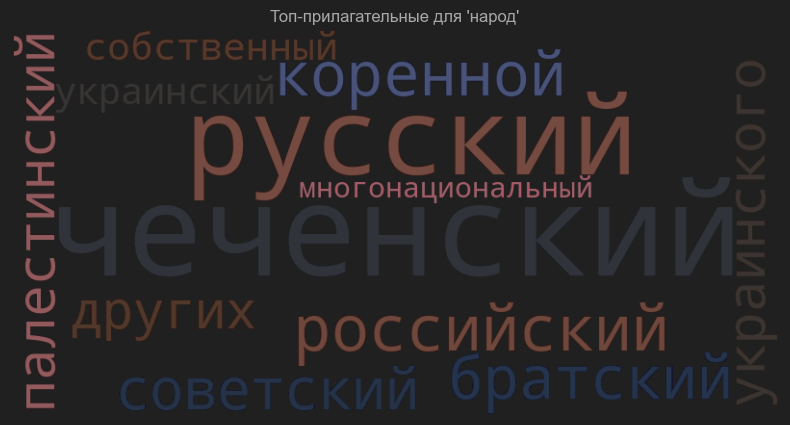 Топ-прилагательные для 'народ'
собственный
украинский
коренной
русский
многонациональный
чеченский
палестинский
украинского
других
российский
советский
братский